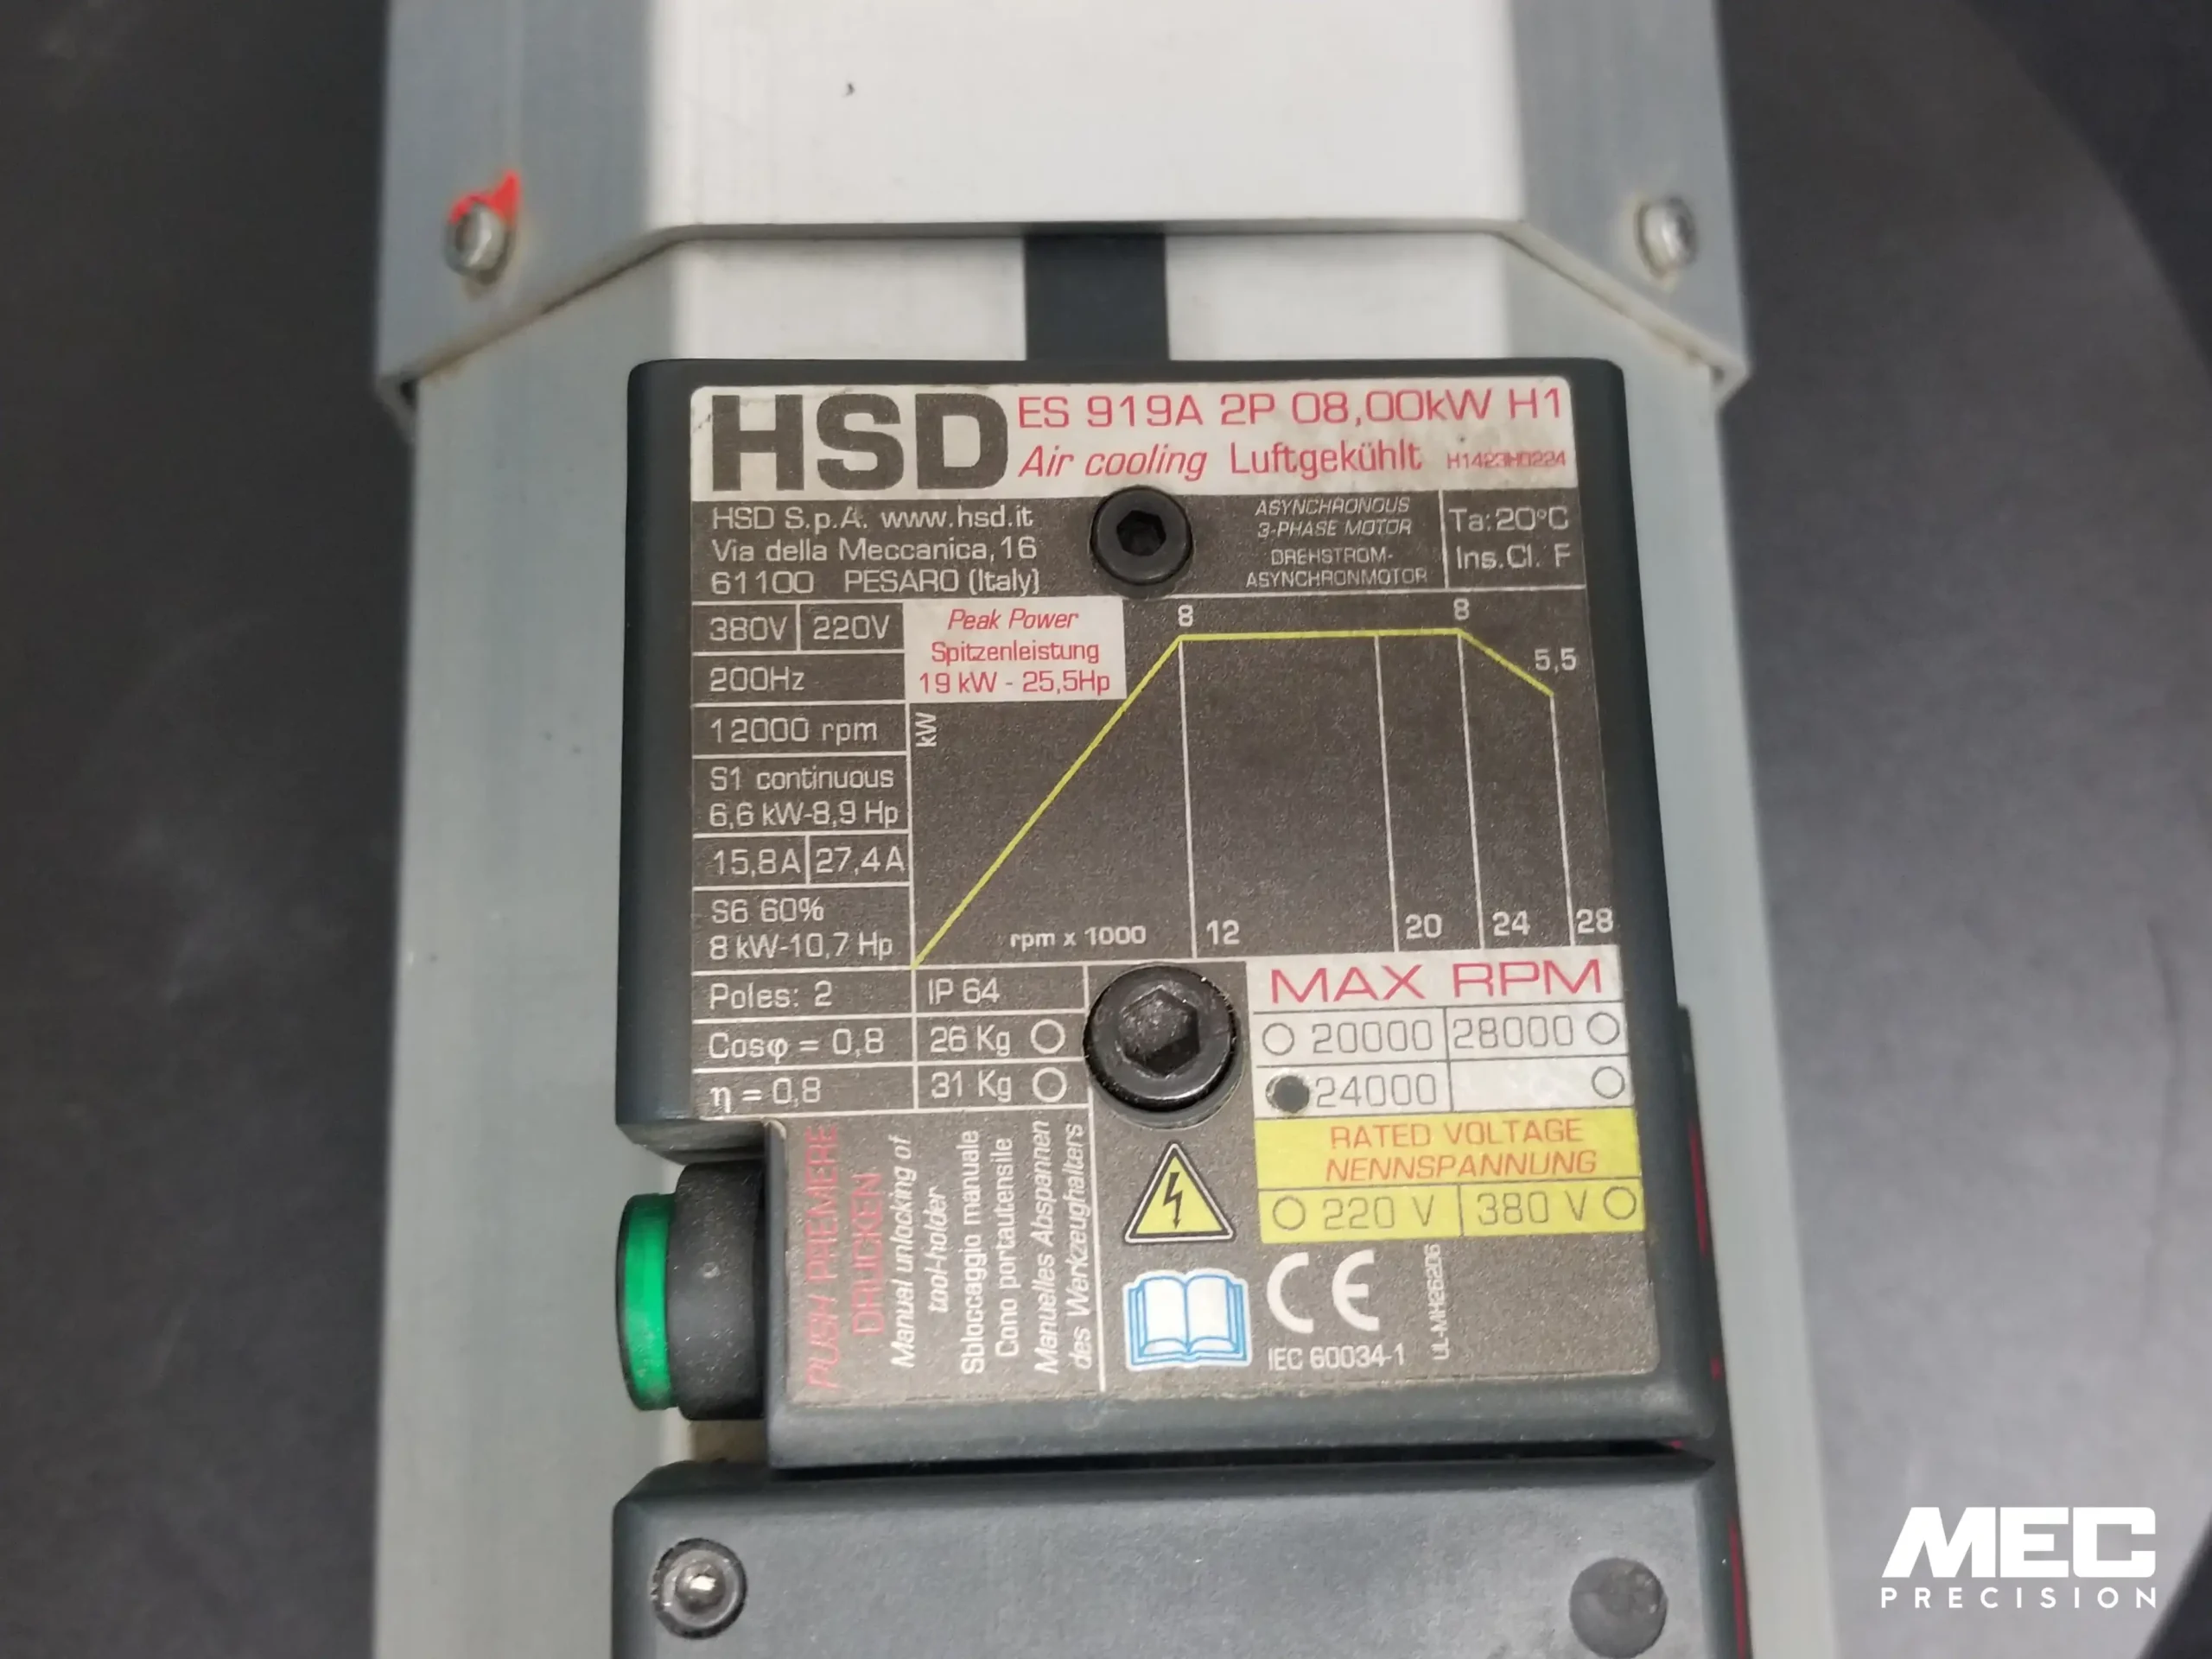 HSD
ES 919A 2P 08,00kW H1
Air cooling Luftgekühlt H1423H0224
HSD S.p.A. www.hsd.it
Via della Meccanica, 16
61100 PESARO (Italy)
ASYNCHRONOUS
3-PHASE MOTOR
DREHSTROM-
ASYNCHRONMOTOR
Ta:20°C
Ins.Cl. F
380V 220V
200Hz
12000 rpm
S1 continuous
6,6 kW-8,9 Hp
15,8A 27,4A
S6 60%
8 kW-10,7 Hp
Peak Power
Spitzenleistung
19 kW - 25,5Hp
kW
8
8
5,5
rpm x 1000
12
20
24
28
Poles: 2
IP 64
Cosφ = 0,8
26 Kg
η = 0,8
31 Kg
MAX RPM
20000 28000
24000
RATED VOLTAGE
NENNSPANNUNG
220 V 380 V
PUSH PREMERE
DRUCKEN
Manual unlocking of
tool-holder
Sbloccaggio manuale
Cono portautensile
Manuelles Abspannen
des Werkzeughalters
CE
IEC 60034-1
UL-MH26206
MEC
PRECISION